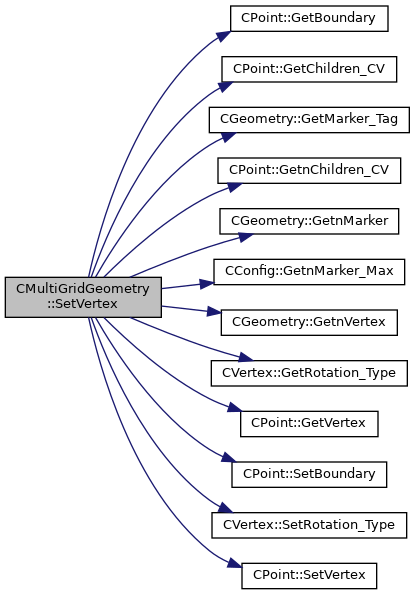 CPoint::GetBoundary
CPoint::GetChildren_CV
CGeometry::GetMarker_Tag
CPoint::GetnChildren_CV
CGeometry::GetnMarker
CConfig::GetnMarker_Max
CMultiGridGeometry
::SetVertex
CGeometry::GetnVertex
CVertex::GetRotation_Type
CPoint::GetVertex
CPoint::SetBoundary
CVertex::SetRotation_Type
CPoint::SetVertex